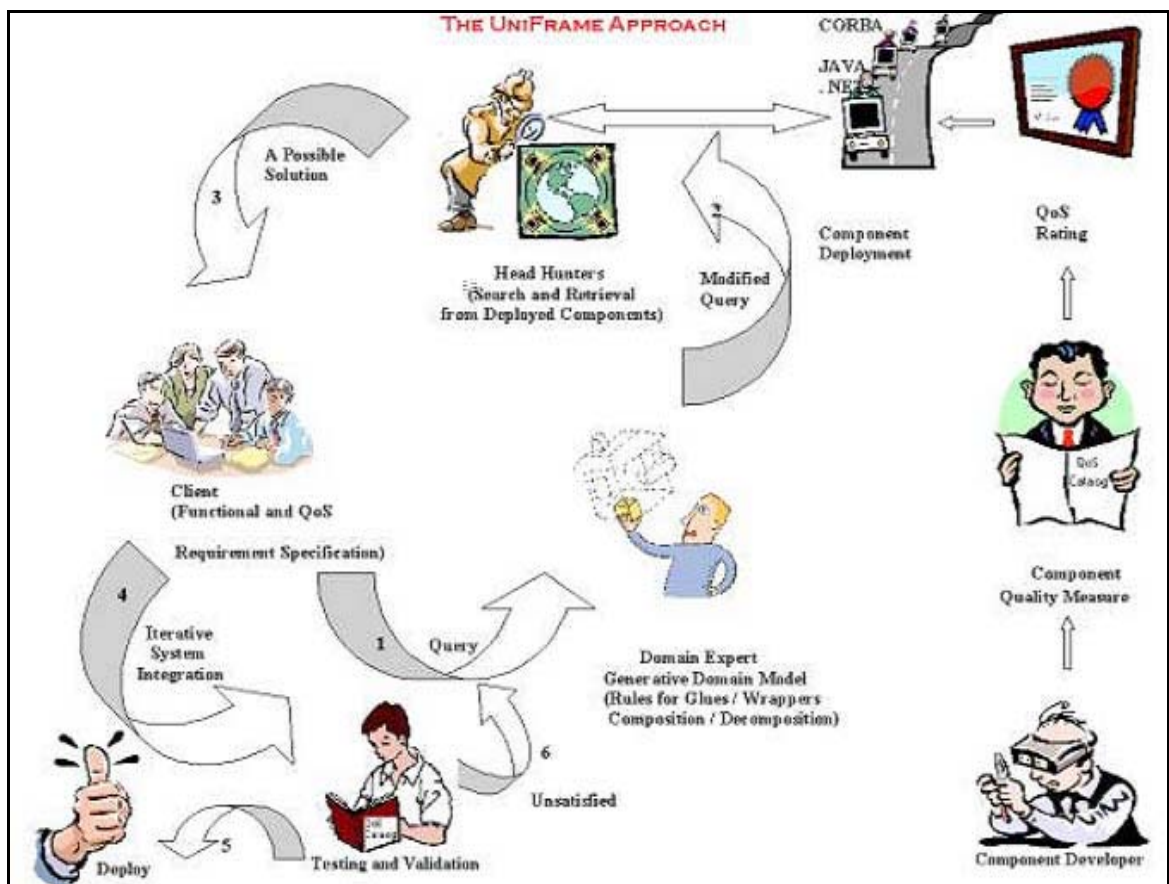 THE UNIFRAME APPROACH
CORBA
JAVA
.NET
A Possible
Solution
3
2
Head Hunters
(Search and Retrieval
from Deployed Components)
Modified
Query
Component
Deployment
QoS
Rating
Client
(Functional and QoS
Requirement Specification)
QoS
Catalog
Component
Quality Measure
4
Iterative
System
Integration
1
Query
Domain Expert
Generative Domain Model
(Rules for Glues / Wrappers
Composition / Decomposition)
6
Unsatisfied
QoS
Catalog
5
Deploy
Testing and Validation
Component Developer